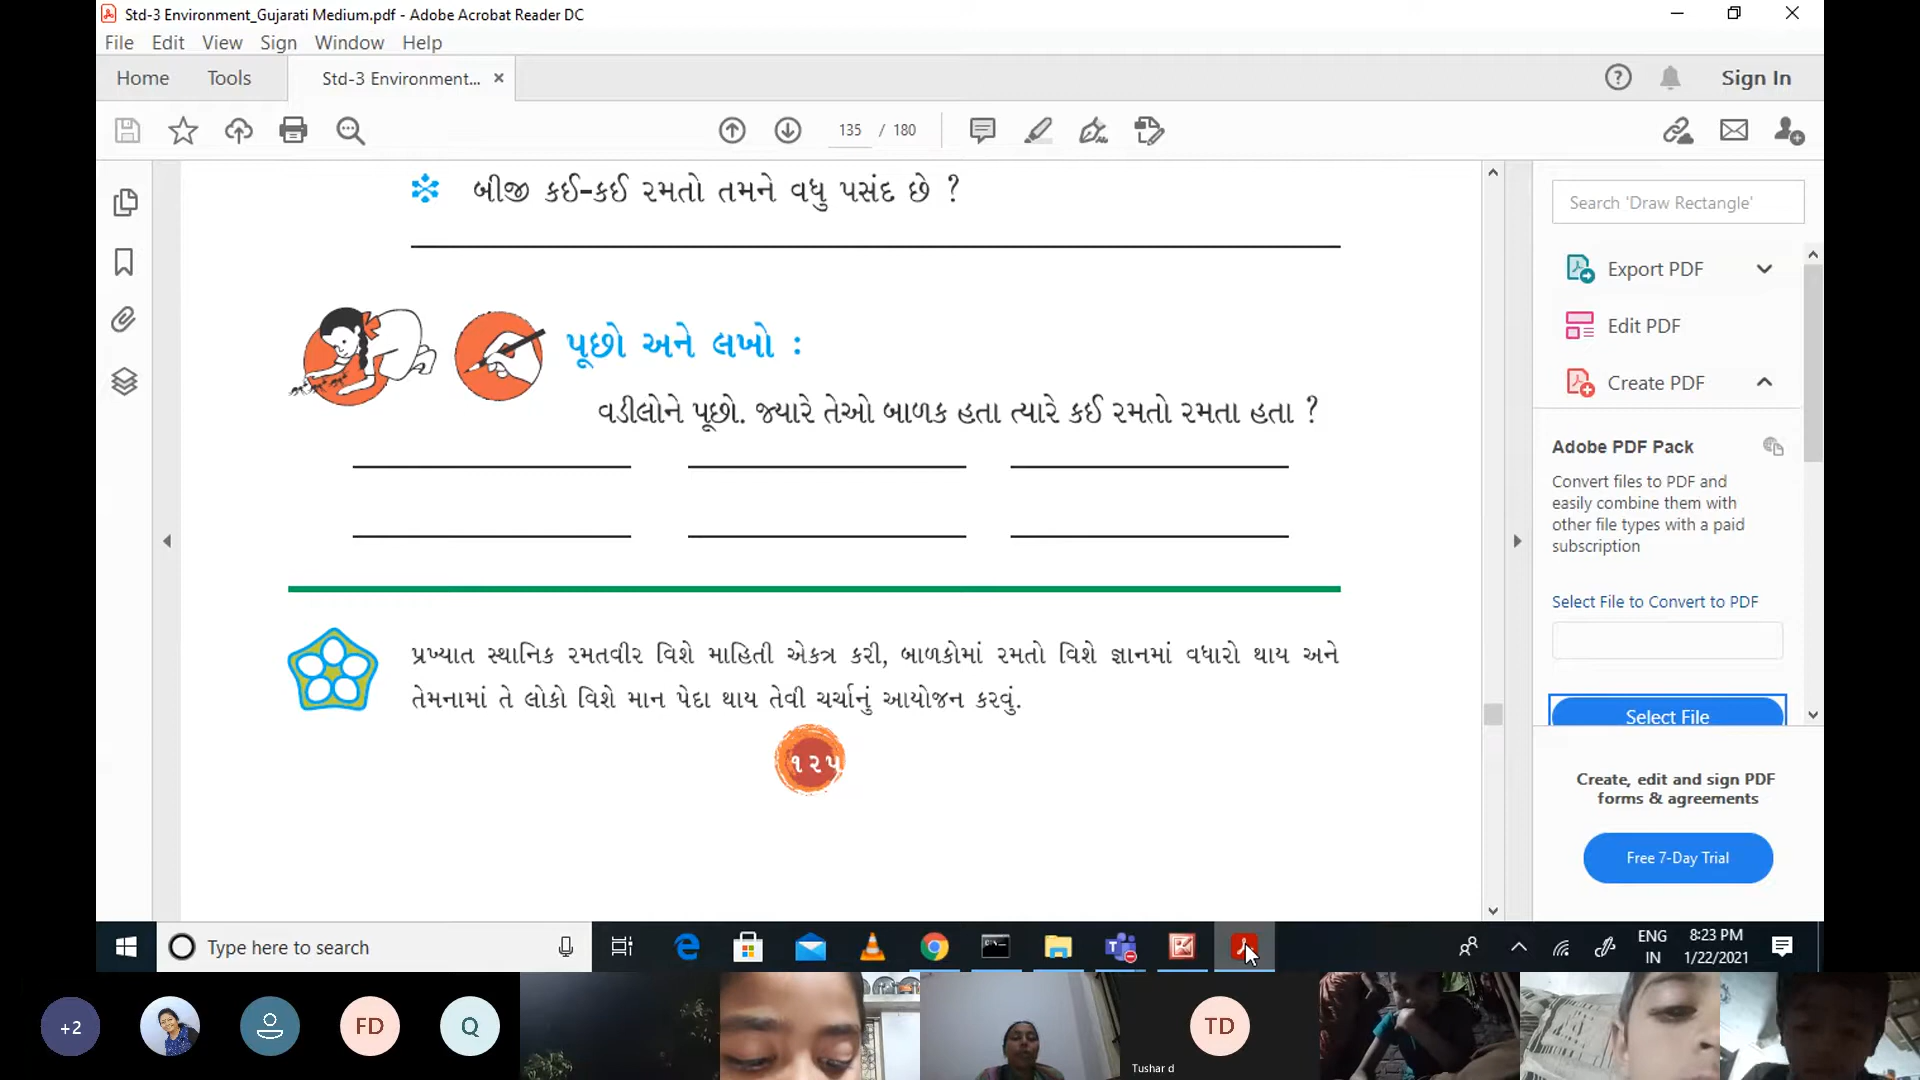 Std-3 Environment_Gujarati Medium.pdf - Adobe Acrobat Reader DC
File Edit View Sign Window Help
Home Tools Std-3 Environment... × Sign In
135 / 180
બીજી કઈ-કઈ રમતો તમને વધુ પસંદ છે ?
પૂછો અને લખો :
વડીલોને પૂછો. જ્યારે તેઓ બાળક હતા ત્યારે કઈ રમતો રમતા હતા ?
પ્રખ્યાત સ્થાનિક રમતવીર વિશે માહિતી એકત્ર કરી, બાળકોમાં રમતો વિશે જ્ઞાનમાં વધારો થાય અને
તેમનામાં તે લોકો વિશે માન પેદા થાય તેવી ચર્ચાનું આયોજન કરવું.
૧૨૫
Search 'Draw Rectangle'
Export PDF
Edit PDF
Create PDF
Adobe PDF Pack
Convert files to PDF and
easily combine them with
other file types with a paid
subscription
Select File to Convert to PDF
Select File
Create, edit and sign PDF
forms & agreements
Free 7-Day Trial
Type here to search
ENG
IN
8:23 PM
1/22/2021
+2
FD
Q
TD
Tushar d